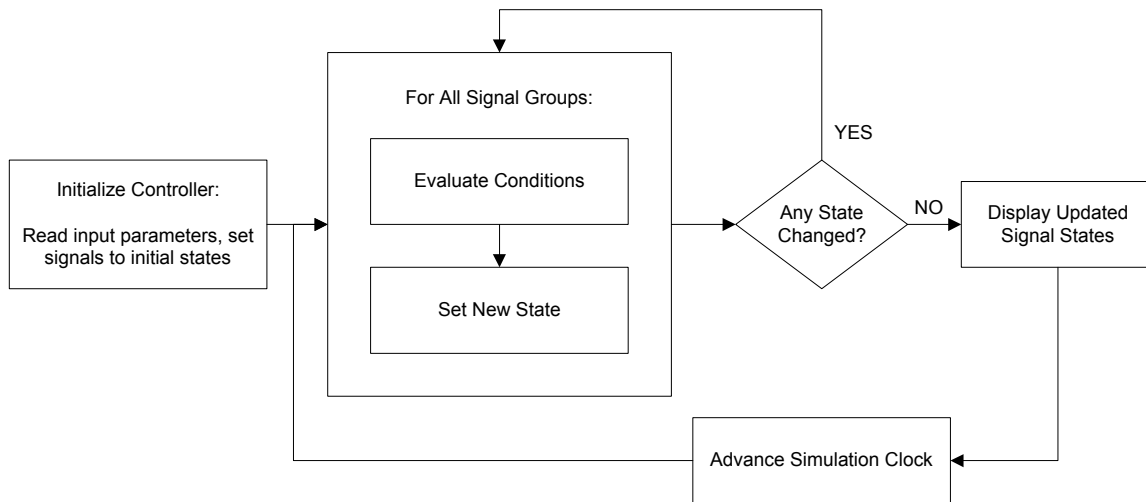 Initialize Controller:
Read input parameters, set
signals to initial states
For All Signal Groups:
Evaluate Conditions
Set New State
YES
Any State
Changed?
NO
Display Updated
Signal States
Advance Simulation Clock